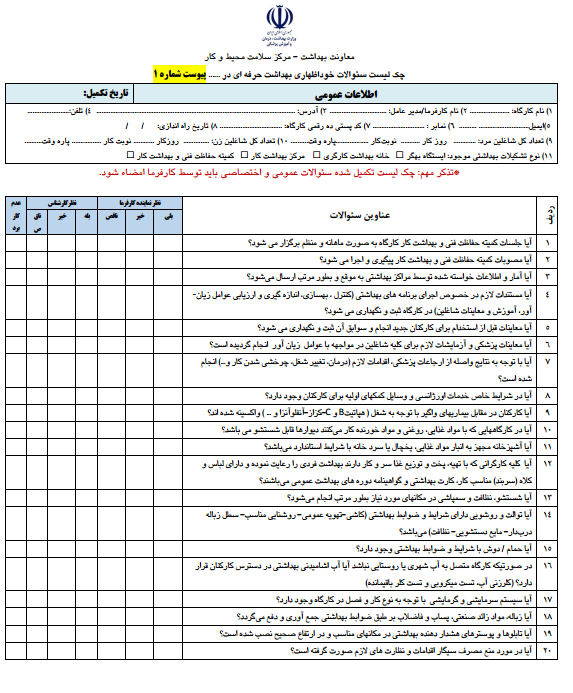 جمهوری اسلامی ایران
وزارت بهداشت، درمان
و آموزش پزشکی
معاونت بهداشت – مرکز سلامت محیط و کار
چک لیست سئوالات خوداظهاری بهداشت حرفه ای در ...... پیوست شماره ۱
اطلاعات عمومی تاریخ تکمیل:
۱) نام کارگاه: ................. ۲) نام کارفرما/مدیر عامل: ................. ۳) آدرس: ................. ۴) تلفن:.............
۵)ایمیل................. ۶) نمابر : ................. ۷) کد پستی ده رقمی کارگاه: ................. ۸) تاریخ راه اندازی: / /
۹) تعداد کل شاغلین مرد: .......... روز کار .......... نوبتکار .......... پاره وقت.......... ۱۰) تعداد کل شاغلین زن: .......... روزکار .......... نوبت کار .......... پاره وقت..........
۱۱) نوع تشکیلات بهداشتی موجود: ایستگاه بهگر □ خانه بهداشت کارگری □ مرکز بهداشت کار □ کمیته حفاظت فنی و بهداشت کار □
*تذکر مهم: چک لیست تکمیل شده سئوالات عمومی و اختصاصی باید توسط کارفرما امضاء شود.
ردیف عناوین سئوالات نظر نماینده کارفرما نظر کارشناس عدم کار برد
بلی خیر ناقص بله خیر ناق ص
۱ آیا جلسات کمیته حفاظت فنی و بهداشت کار کارگاه به صورت ماهانه و منظم برگزار می شود؟
۲ آیا مصوبات کمیته حفاظت فنی و بهداشت کار پیگیری و اجرا می شود؟
۳ آیا آمار و اطلاعات خواسته شده توسط مراکز بهداشتی به موقع و بطور مرتب ارسال می‌شود؟
۴ آیا مستندات لازم در خصوص اجرای برنامه های بهداشتی (کنترل ، بهسازی، اندازه گیری و ارزیابی عوامل زیان-
آور، آموزش و معاینات شاغلین) در کارگاه ثبت و نگهداری می شود؟
۵ آیا معاینات قبل از استخدام برای کارکنان جدید انجام و سوابق آن ثبت و نگهداری می شود؟
۶ آیا معاینات پزشکی و آزمایشات لازم برای کلیه شاغلین در مواجهه با عوامل زیان آور انجام گردیده است؟
۷ آیا با توجه به نتایج واصله از ارجاعات پزشکی، اقدامات لازم (درمان، تغییر شغل، چرخشی شدن کار و...) انجام
شده است؟
۸ آیا در شرایط خاص خدمات اورژانسی و وسایل کمکهای اولیه برای کارکنان وجود دارد؟
۹ آیا کارکنان در مقابل بیماریهای واگیر با توجه به شغل ( هپاتیتB و C-کزاز-آنفلوآنزا و ... ) واکسینه شده اند؟
۱۰ آیا در کارگاههایی که با مواد غذایی، روغنی و مواد خورنده کار می‌کنند دیوارها قابل شستشو می باشد؟
۱۱ آیا آشپزخانه مجهز به انبار مواد غذایی، یخچال یا سرد خانه با شرایط استاندارد می‌باشد؟
۱۲ آیا کلیه کارگرانی که با تهیه، پخت و توزیع غذا سر و کار دارند بهداشت فردی را رعایت نموده و دارای لباس و
کلاه (سربند) مناسب کار، کارت بهداشتی و گواهینامه دوره های بهداشت عمومی می‌باشند؟
۱۳ آیا شستشو، نظافت و سمپاشی در مکانهای مورد نیاز بطور مرتب انجام می‌شود؟
۱۴ آیا توالت و روشویی دارای شرایط و ضوابط بهداشتی (کاشی-تهویه عمومی- روشنایی مناسب- سطل زباله
درب‌دار- مایع دستشویی- نظافت) می‌باشد؟
۱۵ آیا حمام / دوش با شرایط و ضوابط بهداشتی وجود دارد؟
۱۶ در صورتیکه کارگاه متصل به آب شهری یا روستایی نباشد آیا آب اشامیدنی بهداشتی در دسترس کارکنان قرار
دارد؟ (کلرزنی آب، تست میکروبی و تست کلر باقیمانده)
۱۷ آیا سیستم سرمایشی و گرمایشی با توجه به نوع کار و فصل در کارگاه وجود دارد؟
۱۸ آیا زباله، مواد زائد صنعتی، پساب و فاضلاب بر طبق ضوابط بهداشتی جمع آوری و دفع می‌گردد؟
۱۹ آیا تابلوها و پوسترهای هشدار دهنده بهداشتی در مکانهای مناسب و در ارتفاع صحیح نصب شده است؟
۲۰ آیا در مورد منع مصرف سیگار اقدامات و نظارت های لازم صورت گرفته است؟